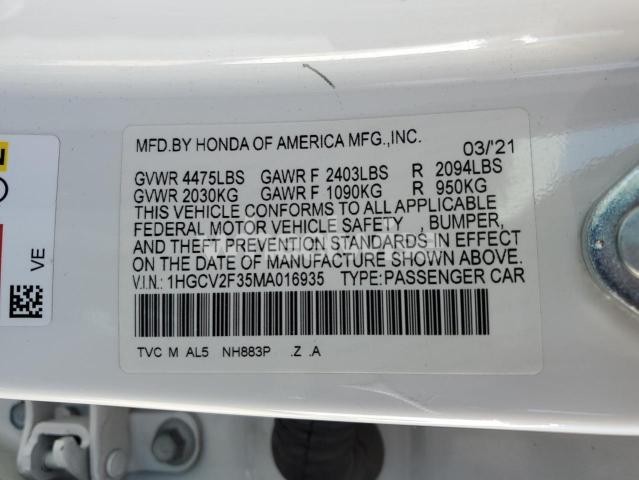 MFD.BY HONDA OF AMERICA MFG.,INC. 03/'21
GVWR 4475LBS GAWR F 2403LBS R 2094LBS
GVWR 2030KG GAWR F 1090KG R 950KG
THIS VEHICLE CONFORMS TO ALL APPLICABLE
FEDERAL MOTOR VEHICLE SAFETY BUMPER,
AND THEFT PREVENTION STANDARDS IN EFFECT
ON THE DATE OF MANUFACTURE SHOWN ABOVE.
V.I.N.: 1HGCV2F35MA016935 TYPE:PASSENGER CAR
TVC M AL5 NH883P .Z .A
VE